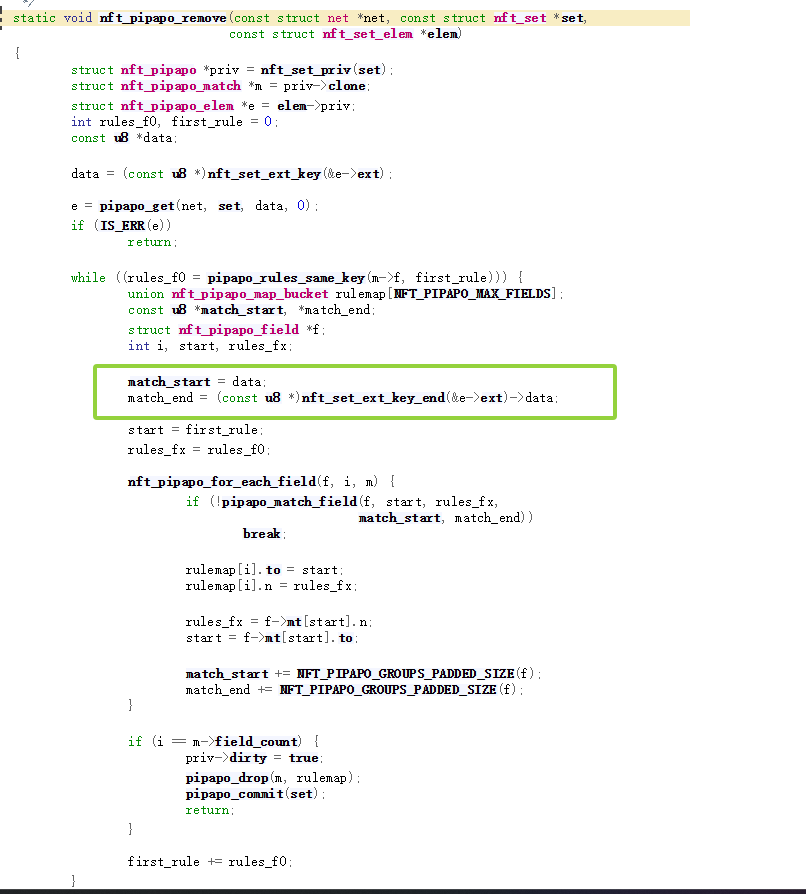 */
static void nft_pipapo_remove(const struct net *net, const struct nft_set *set,
const struct nft_set_elem *elem)
{
struct nft_pipapo *priv = nft_set_priv(set);
struct nft_pipapo_match *m = priv->clone;
struct nft_pipapo_elem *e = elem->priv;
int rules_f0, first_rule = 0;
const u8 *data;
data = (const u8 *)nft_set_ext_key(&e->ext);
e = pipapo_get(net, set, data, 0);
if (IS_ERR(e))
return;
while ((rules_f0 = pipapo_rules_same_key(m->f, first_rule))) {
union nft_pipapo_map_bucket rulemap[NFT_PIPAPO_MAX_FIELDS];
const u8 *match_start, *match_end;
struct nft_pipapo_field *f;
int i, start, rules_fx;
match_start = data;
match_end = (const u8 *)nft_set_ext_key_end(&e->ext)->data;
start = first_rule;
rules_fx = rules_f0;
nft_pipapo_for_each_field(f, i, m) {
if (!pipapo_match_field(f, start, rules_fx,
match_start, match_end))
break;
rulemap[i].to = start;
rulemap[i].n = rules_fx;
rules_fx = f->mt[start].n;
start = f->mt[start].to;
match_start += NFT_PIPAPO_GROUPS_PADDED_SIZE(f);
match_end += NFT_PIPAPO_GROUPS_PADDED_SIZE(f);
}
if (i == m->field_count) {
priv->dirty = true;
pipapo_drop(m, rulemap);
pipapo_commit(set);
return;
}
first_rule += rules_f0;
}